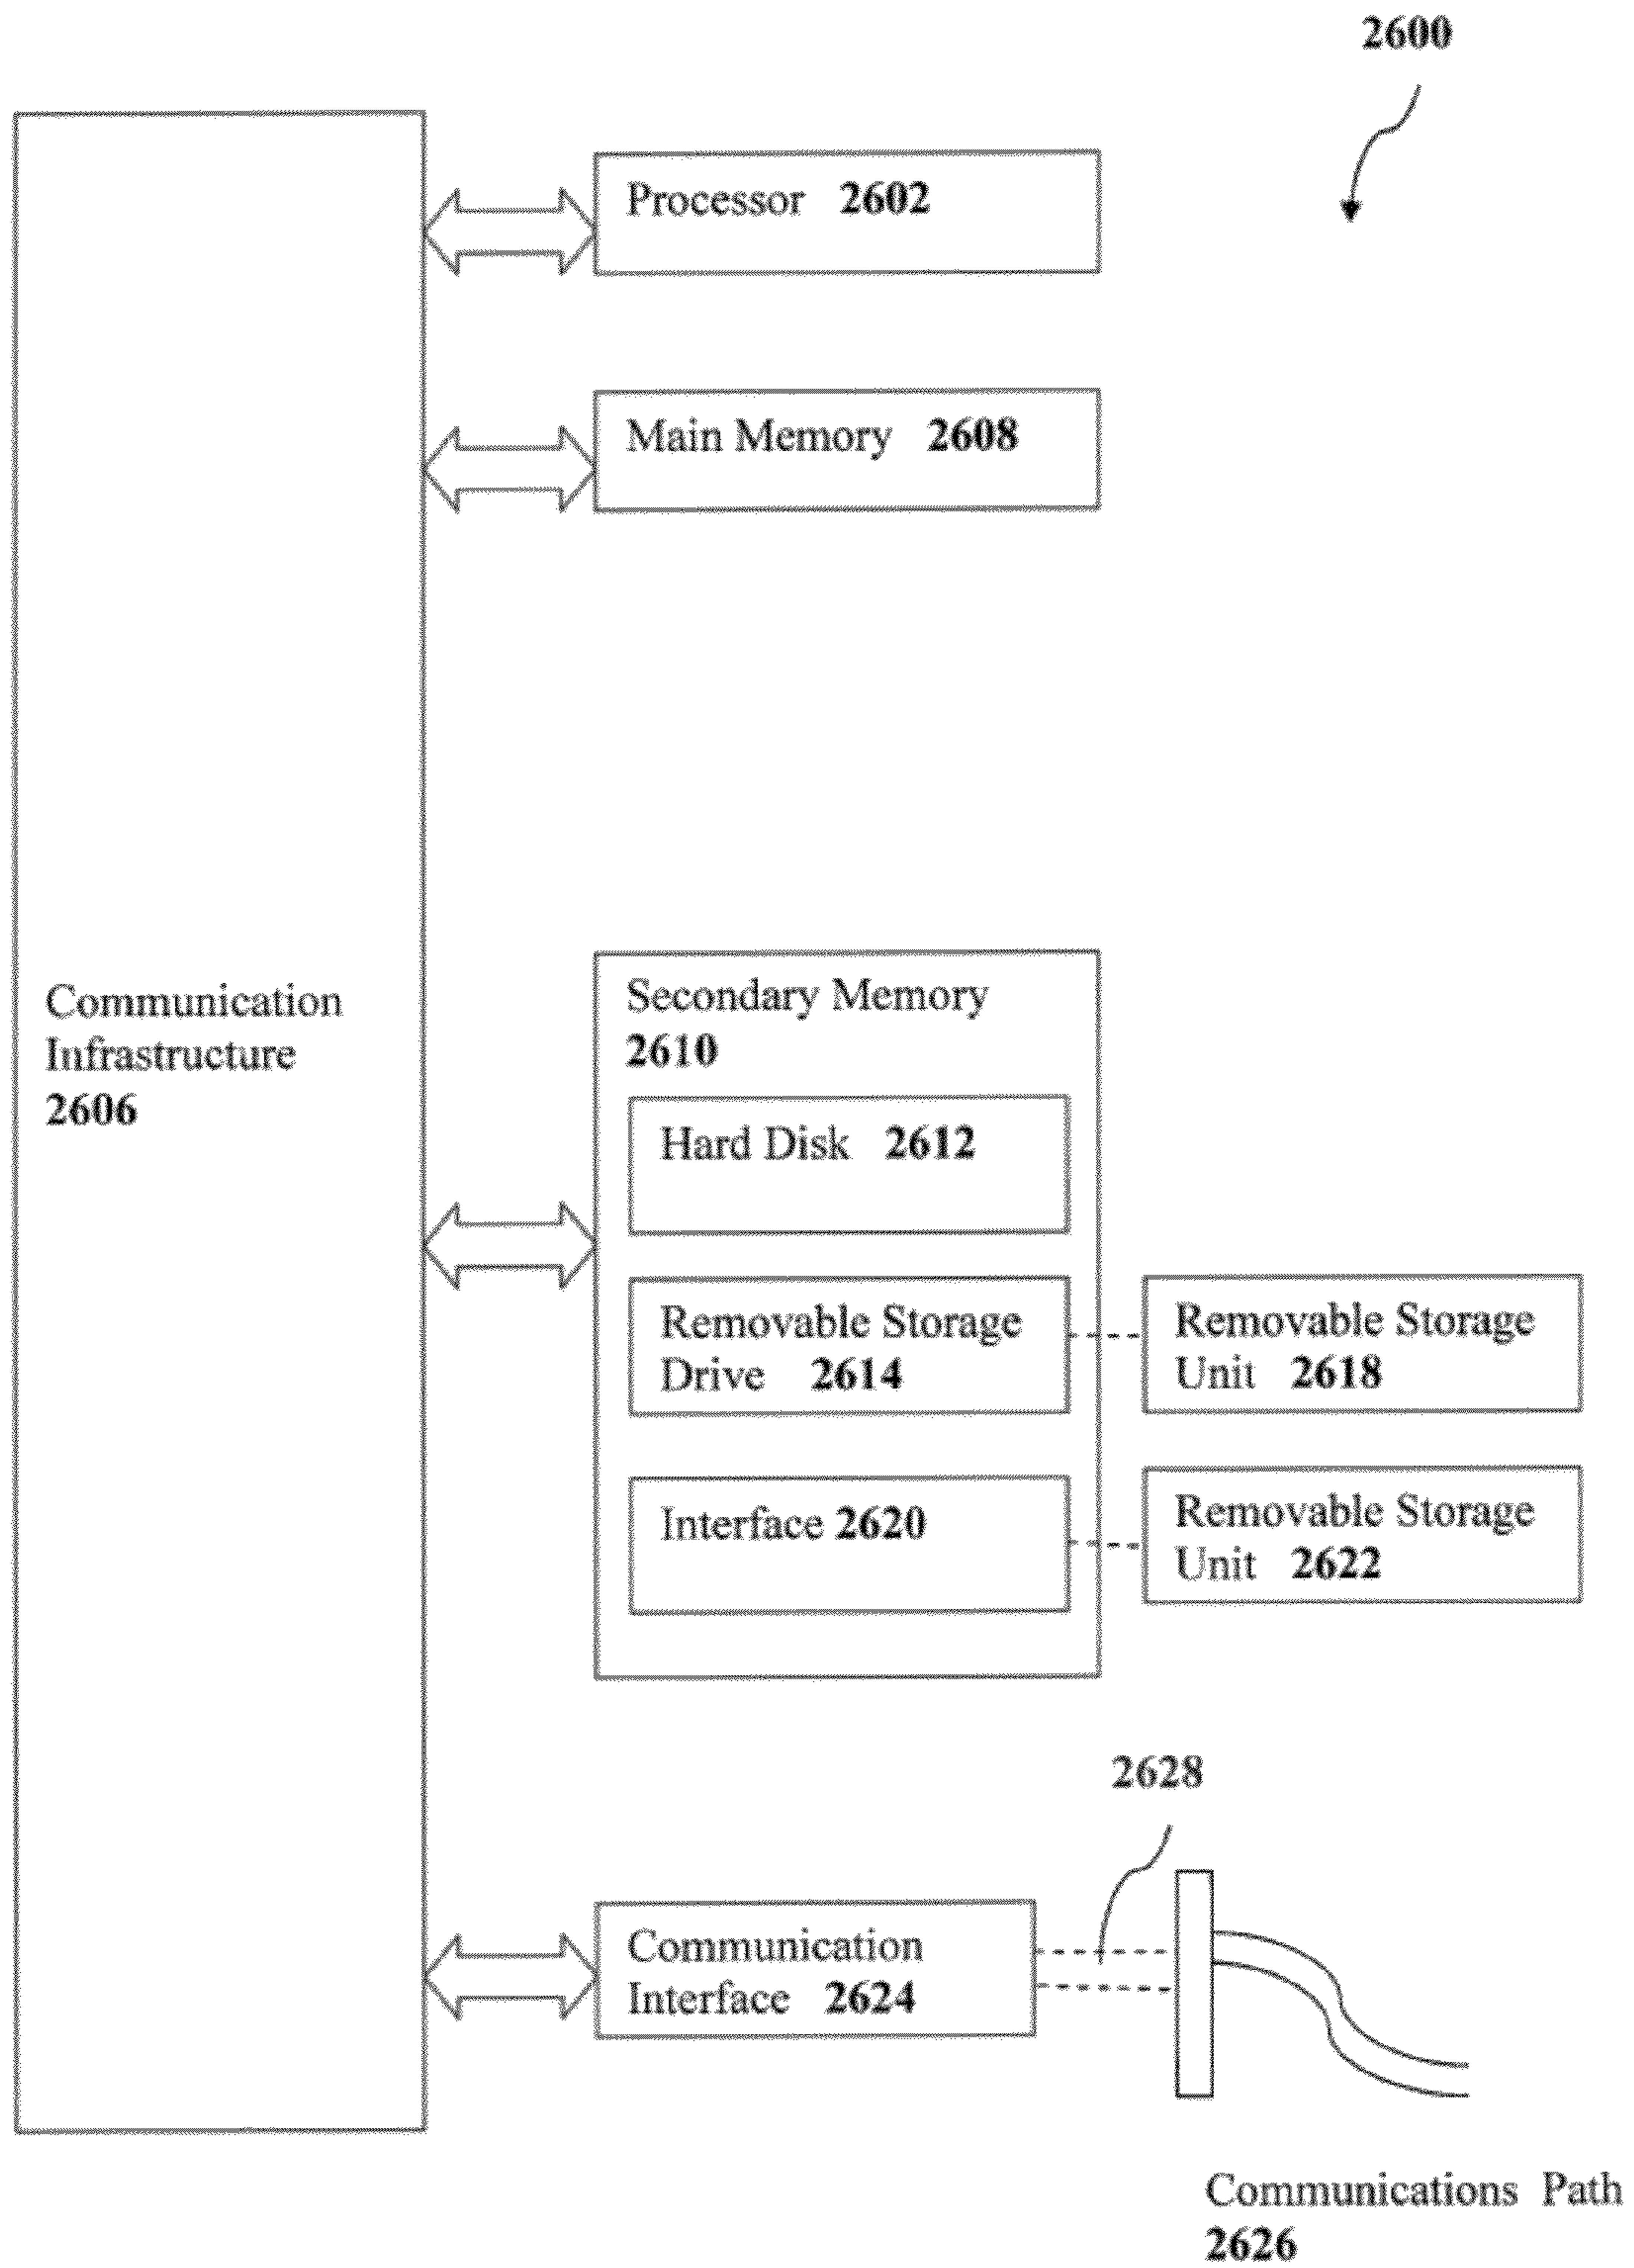 2600
Processor 2602
Main Memory 2608
Communication
Infrastructure
2606
Secondary Memory
2610
Hard Disk 2612
Removable Storage
Drive 2614
Removable Storage
Unit 2618
Interface 2620
Removable Storage
Unit 2622
2628
Communication
Interface 2624
Communications Path
2626